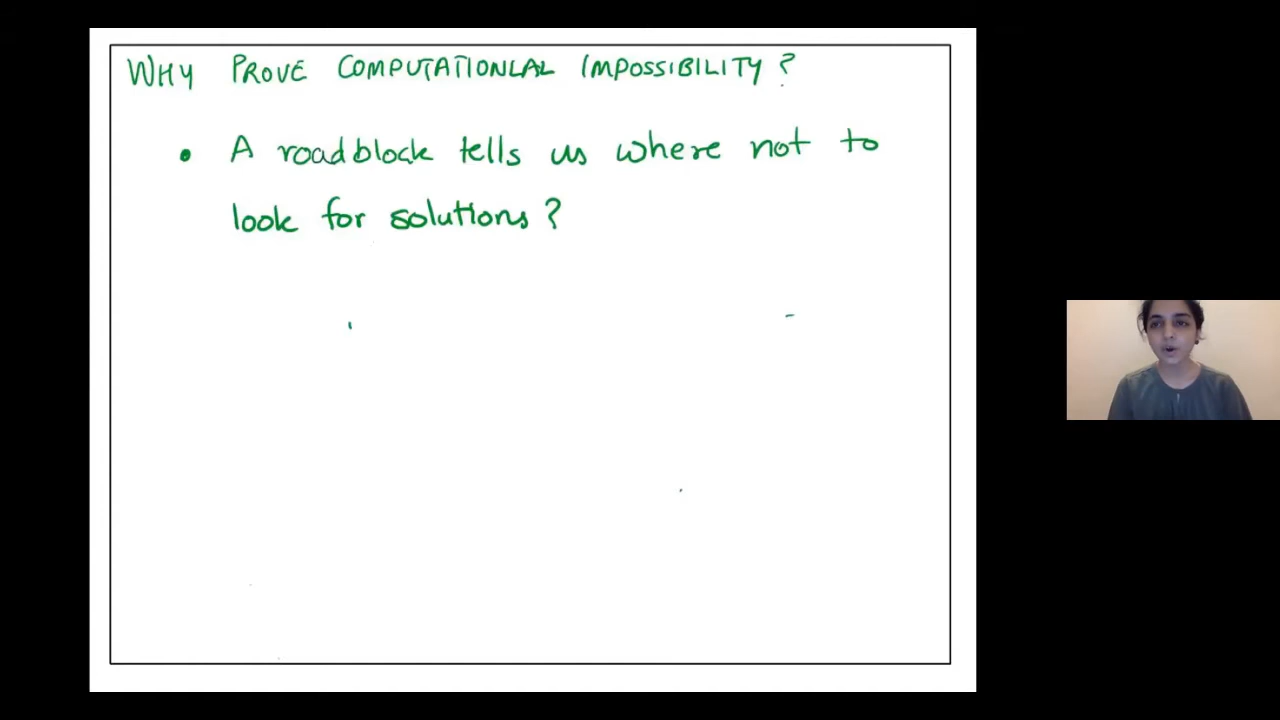 WHY PROVE COMPUTATIONLAL IMPOSSIBILITY?
• A roadblock tells us where not to
look for solutions?